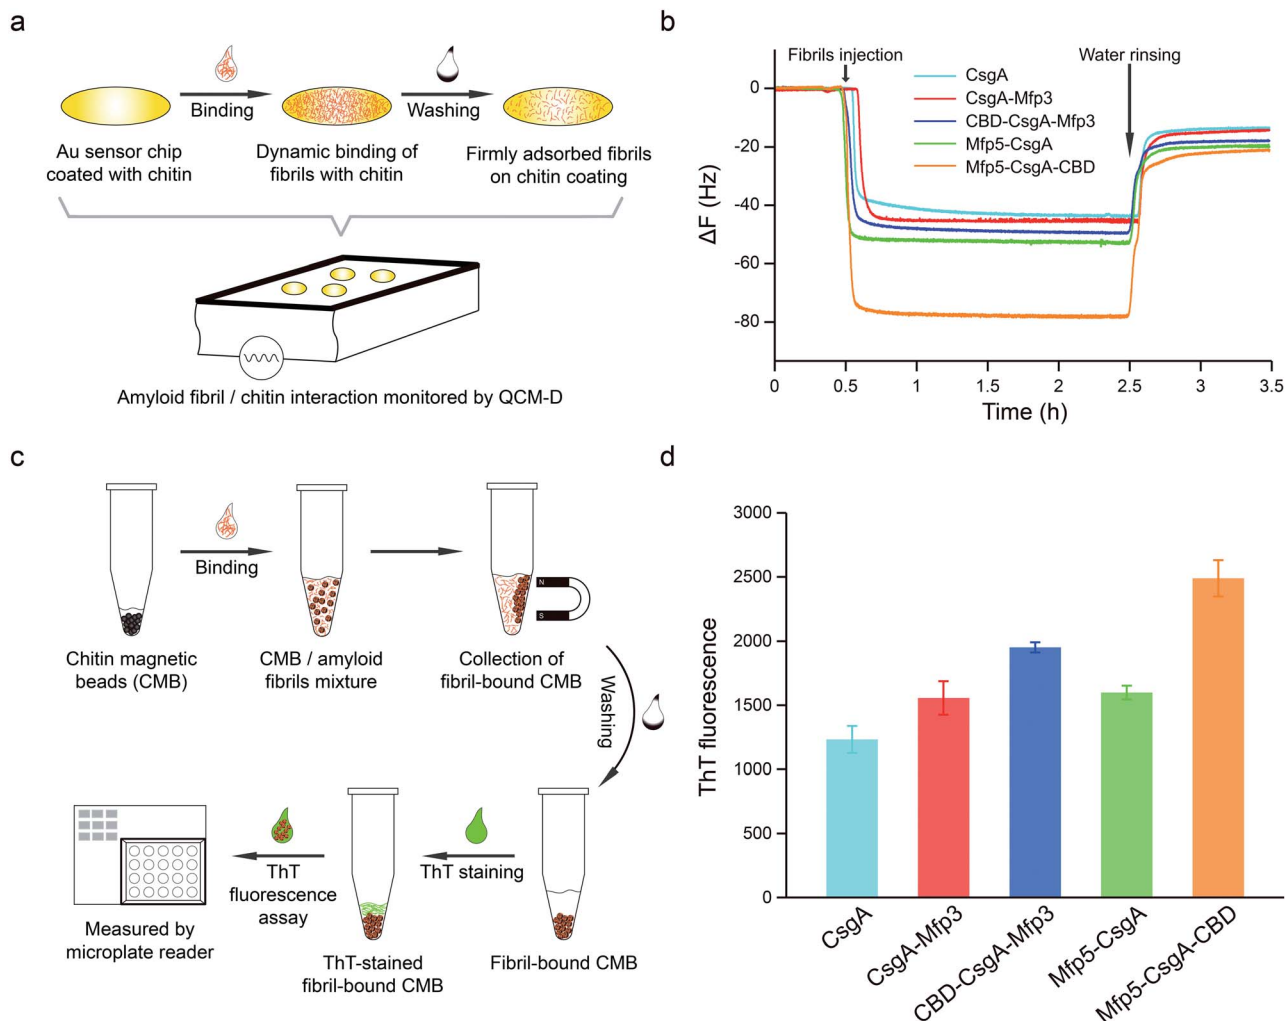 a
Binding
Washing
Au sensor chip
coated with chitin
Dynamic binding of
fibrils with chitin
Firmly adsorbed fibrils
on chitin coating
Amyloid fibril / chitin interaction monitored by QCM-D
b
Fibrils injection
Water rinsing
CsgA
CsgA-Mfp3
CBD-CsgA-Mfp3
Mfp5-CsgA
Mfp5-CsgA-CBD
ΔF (Hz)
0
-20
-40
-60
-80
0
0.5
1
1.5
2
2.5
3
3.5
Time (h)
c
Binding
Chitin magnetic
beads (CMB)
CMB / amyloid
fibrils mixture
N
S
Collection of
fibril-bound CMB
Washing
ThT
fluorescence
assay
ThT staining
Measured by
microplate reader
ThT-stained
fibril-bound CMB
Fibril-bound CMB
d
ThT fluorescence
3000
2500
2000
1500
1000
500
0
CsgA
CsgA-Mfp3
CBD-CsgA-Mfp3
Mfp5-CsgA
Mfp5-CsgA-CBD